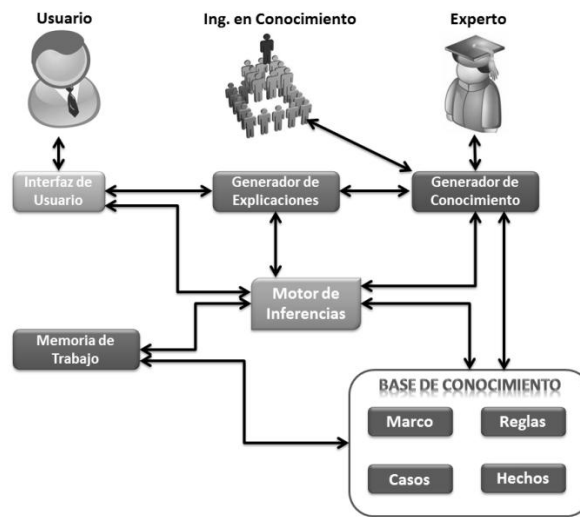 Usuario
Ing. en Conocimiento
Experto
Interfaz de
Usuario
Generador de
Explicaciones
Generador de
Conocimiento
Motor de
Inferencias
Memoria de
Trabajo
BASE DE CONOCIMIENTO
Marco
Reglas
Casos
Hechos